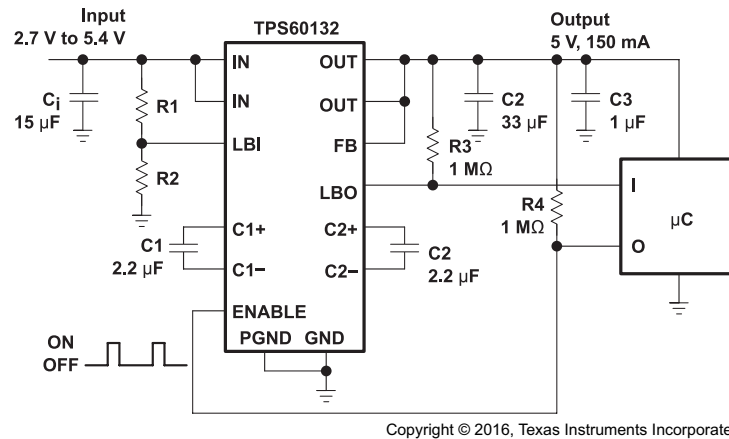 TPS60132
Input
2.7 V to 5.4 V
Output
5 V, 150 mA
IN
OUT
IN
OUT
Ci
15 µF
R1
LBI
R2
FB
LBO
R3
1 MΩ
C2
33 µF
C3
1 µF
R4
1 MΩ
I
O
µC
C1
2.2 µF
C1+
C1–
C2+
C2–
C2
2.2 µF
ENABLE
PGND GND
ON
OFF
Copyright © 2016, Texas Instruments Incorporate